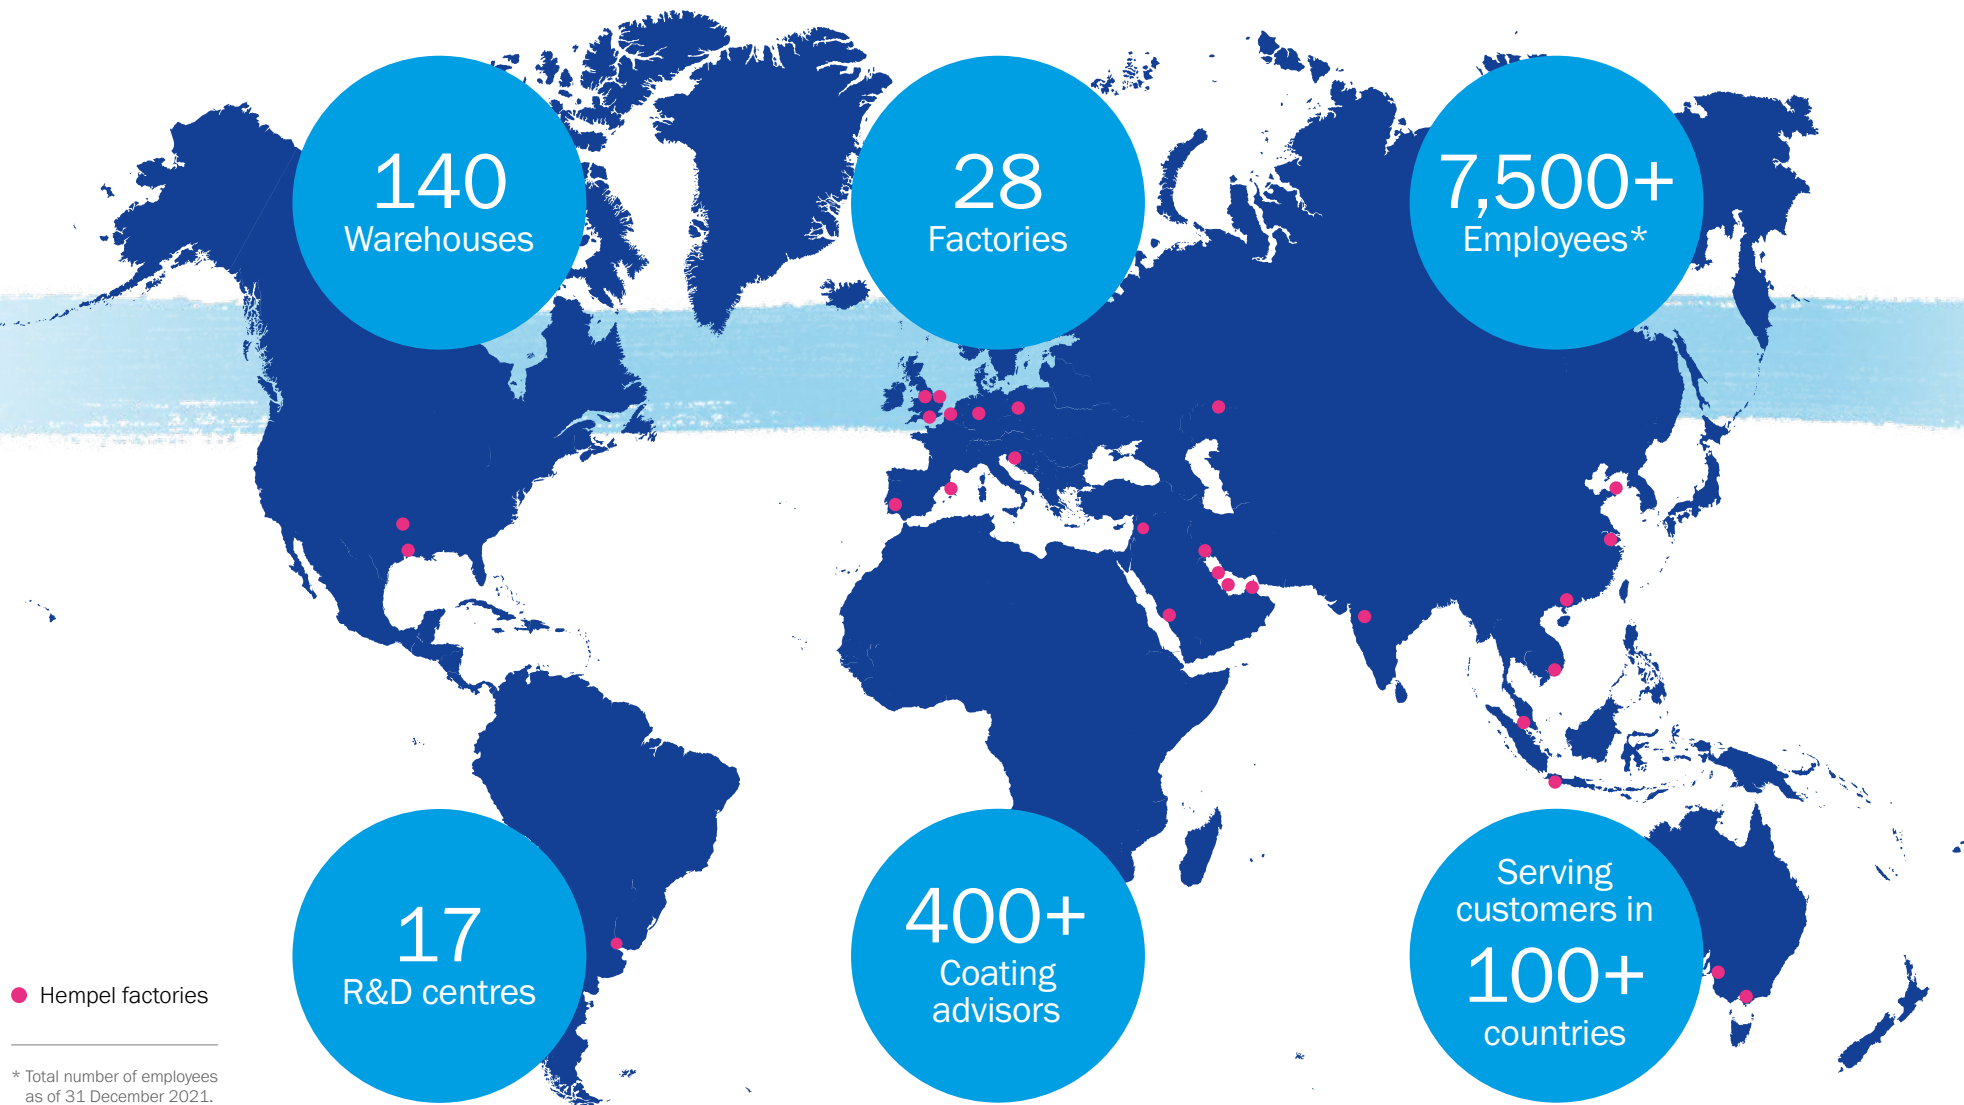 140
Warehouses
28
Factories
7,500+
Employees*
17
R&D centres
400+
Coating
advisors
Serving
customers in
100+
countries
Hempel factories
* Total number of employees
as of 31 December 2021.